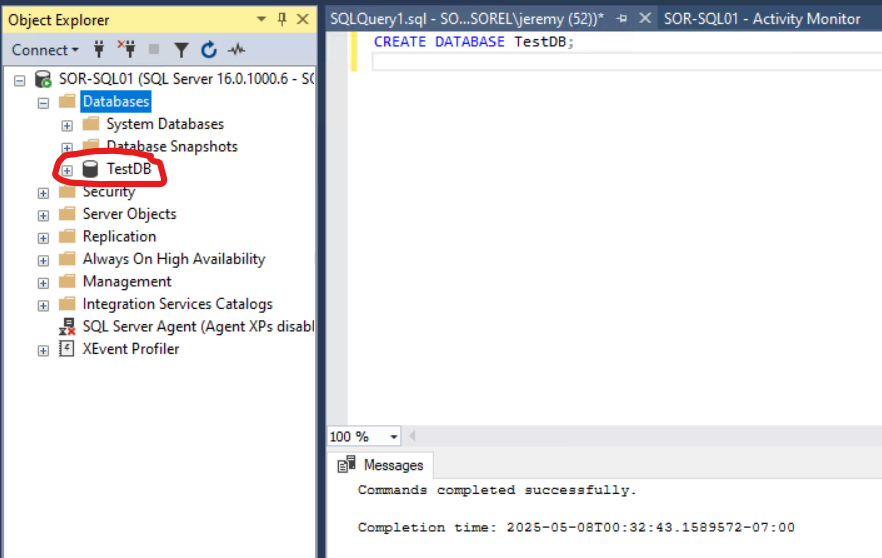 Object Explorer
Connect
SOR-SQL01 (SQL Server 16.0.1000.6 - SO
Databases
System Databases
Database Snapshots
TestDB
Security
Server Objects
Replication
Always On High Availability
Management
Integration Services Catalogs
SQL Server Agent (Agent XPs disabl
XEvent Profiler
SQLQuery1.sql - SO...SOREL\jeremy (52))*
SOR-SQL01 - Activity Monitor
CREATE DATABASE TestDB;
100 %
Messages
Commands completed successfully.
Completion time: 2025-05-08T00:32:43.1589572-07:00